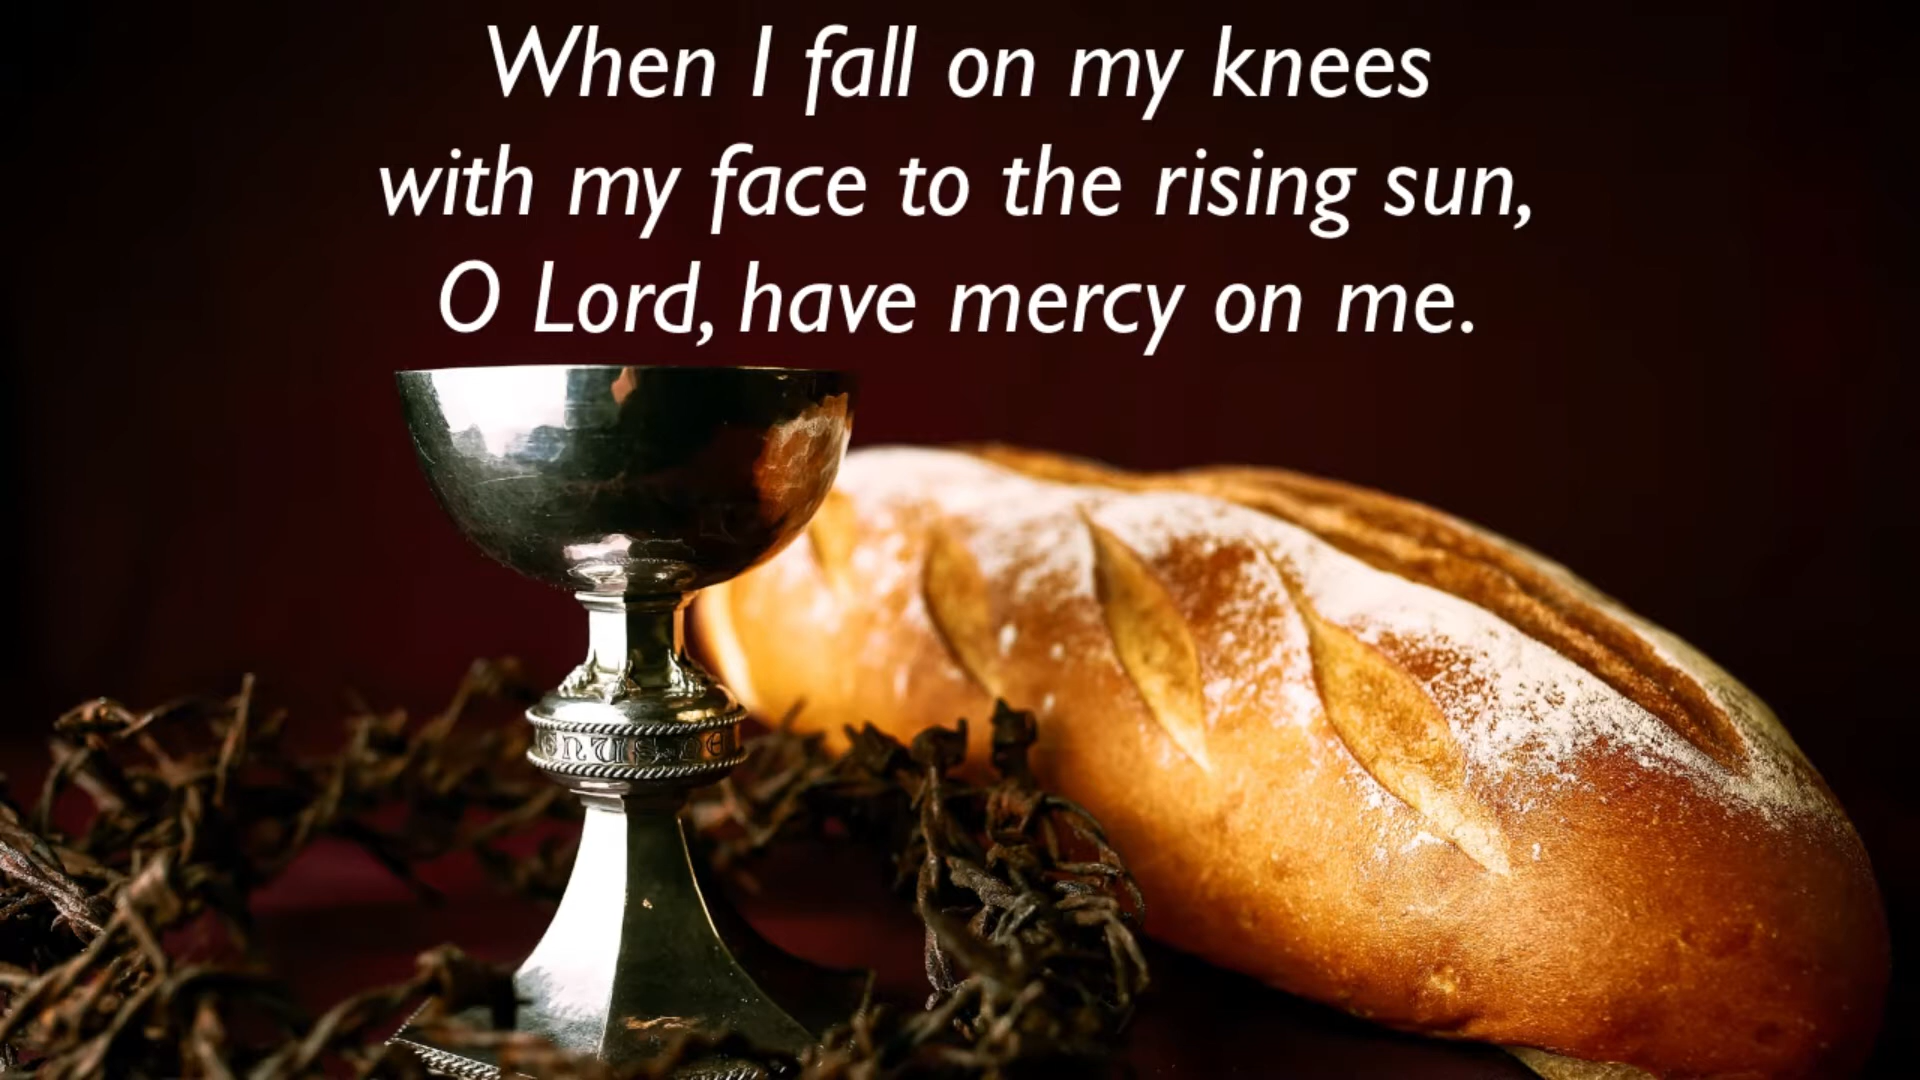 When I fall on my knees
with my face to the rising sun,
O Lord, have mercy on me.